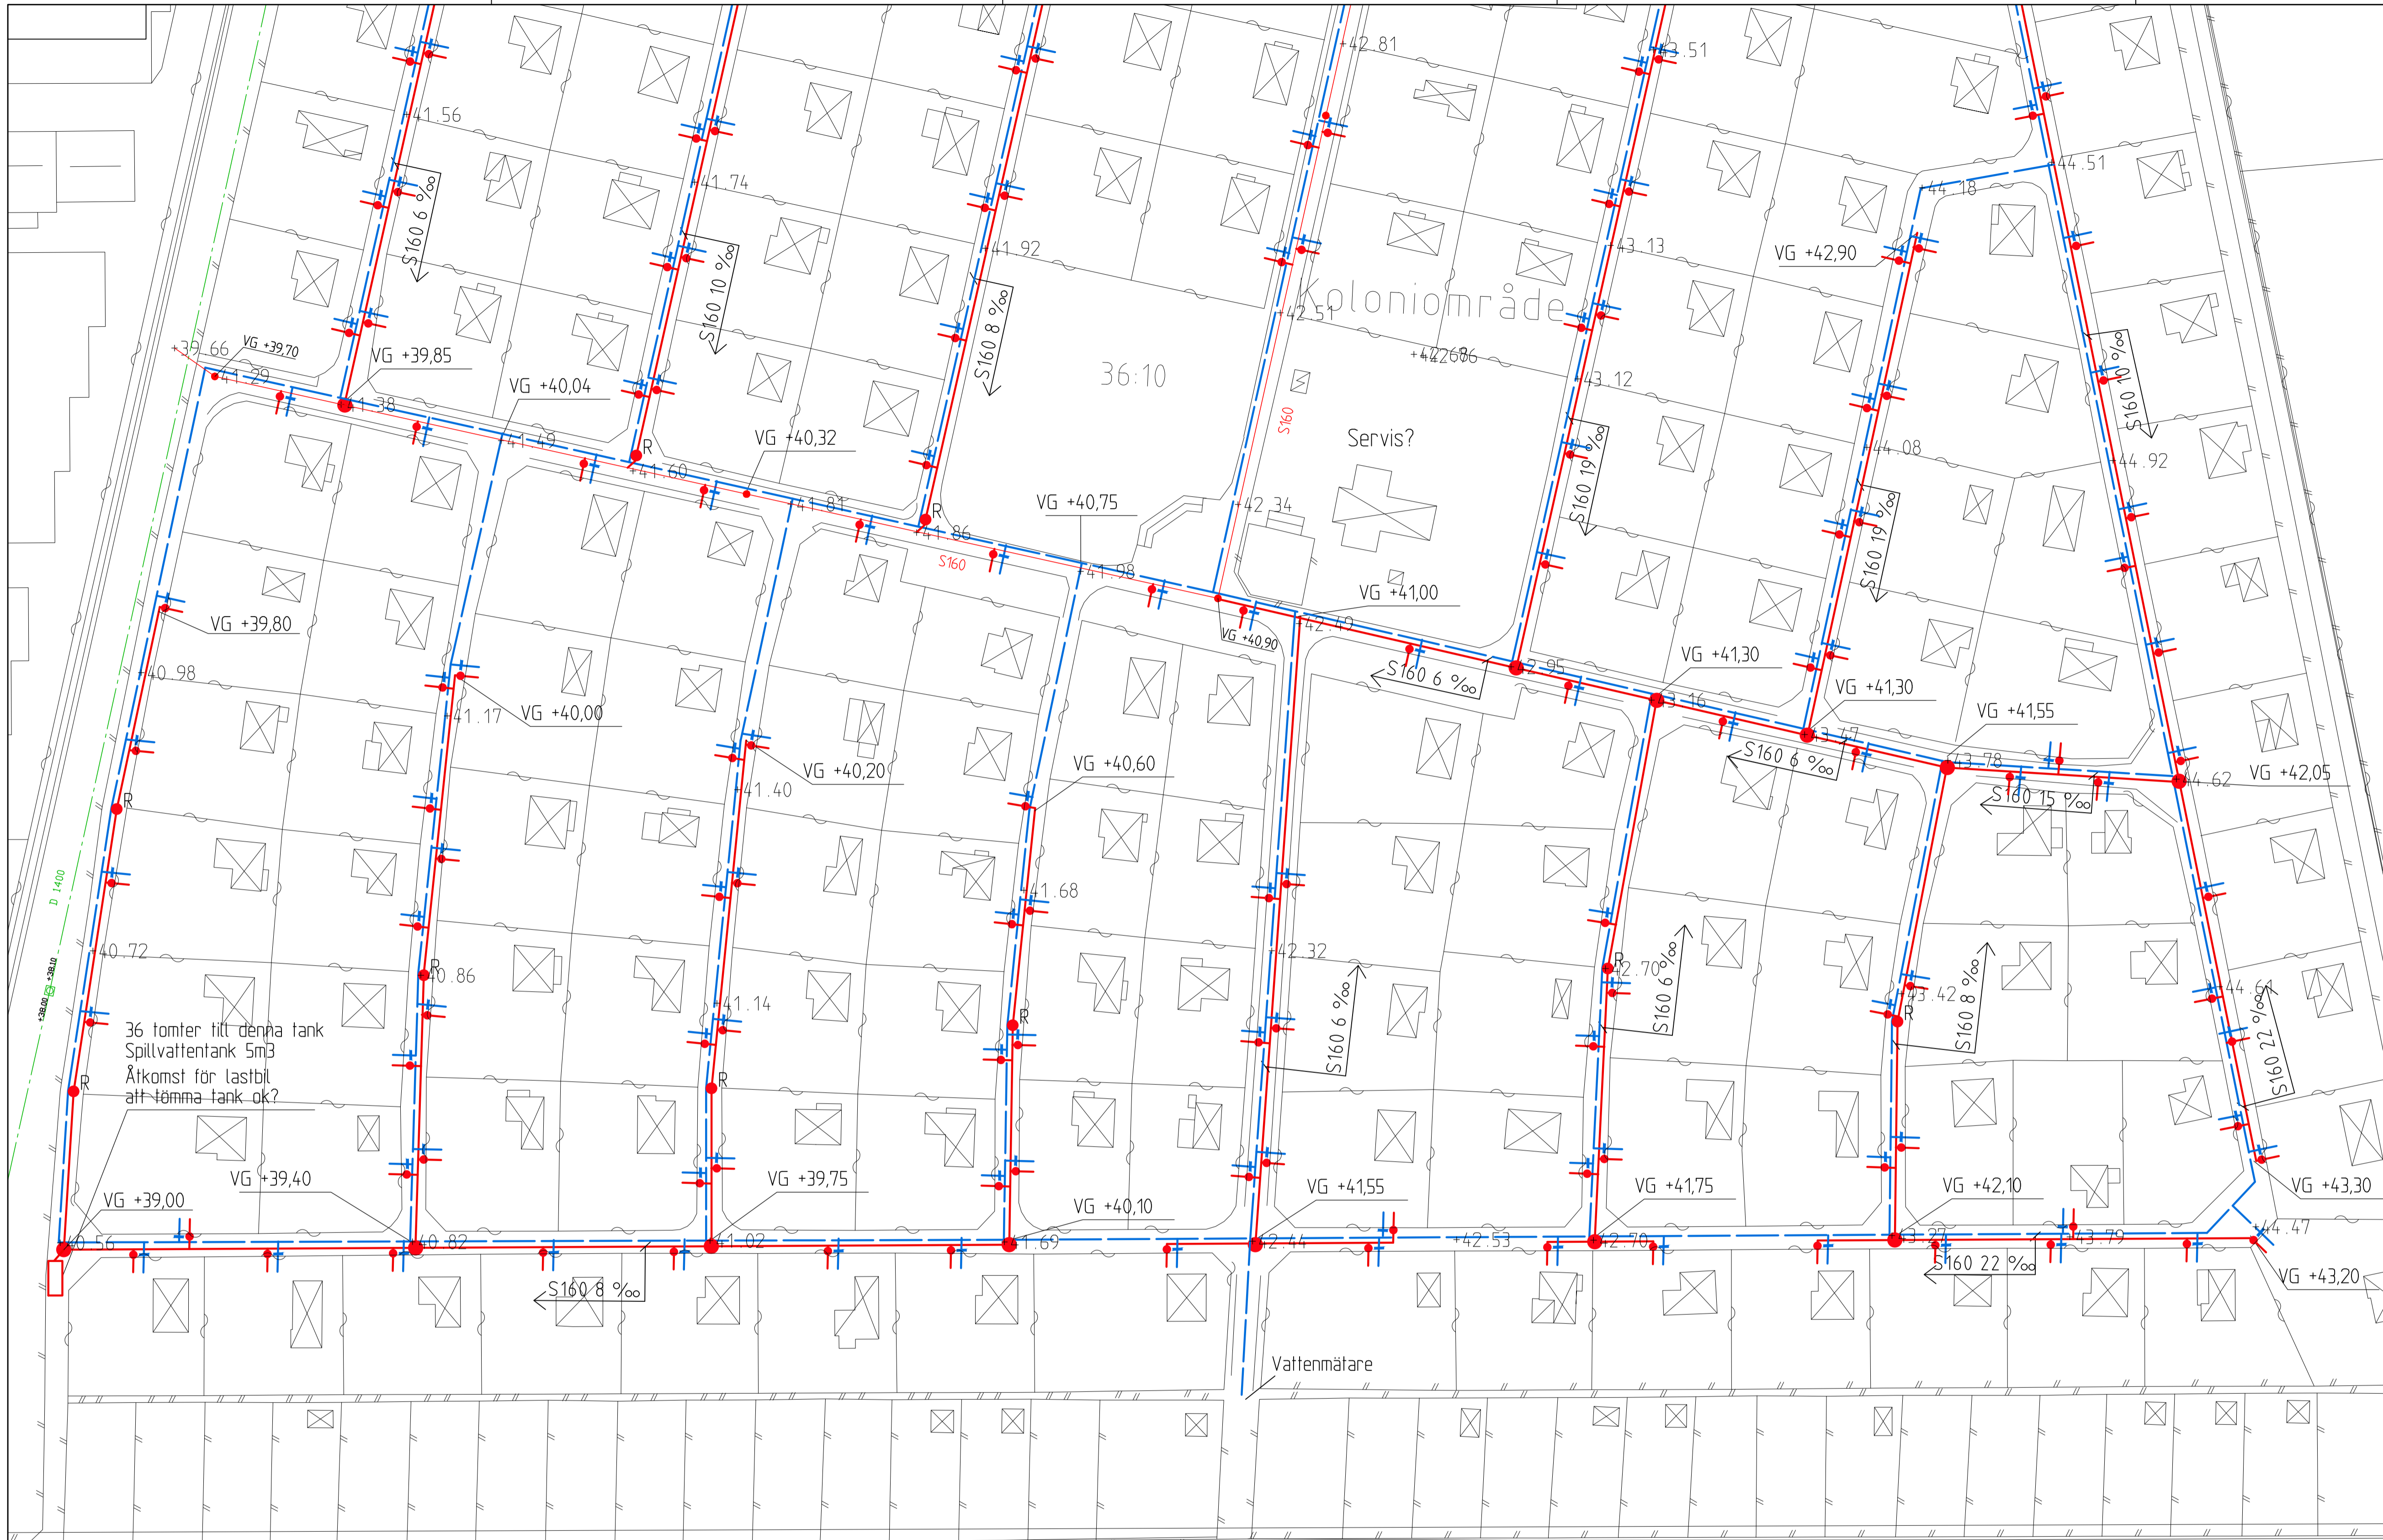 +42.81
+43.51
+41.56
+44.51
+41.74
+44.18
S160 6 ‰
S160 10 ‰
+41.92
+43.13
VG +42,90
S160 8 ‰
Koloniområde
+42.51
+39.66
VG +39,70
VG +39,85
S160 10 ‰
36:10
+41.29
+43.12
VG +40,04
+41.38
S160
VG +40,32
Servis?
+41.49
S160 19 ‰
+44.08
+44.92
R
+41.60
VG +40,75
+41.81
+42.34
R
+41.86
S160 19 ‰
S160
+41.98
VG +41,00
VG +39,80
+42.49
VG +40,90
VG +41,30
+40.98
+42.95
S160 6 ‰
VG +41,30
+43.16
VG +40,00
+41.17
VG +41,55
+43.47
S160 6 ‰
+43.78
VG +40,20
VG +40,60
+44.62
VG +42,05
+41.40
S160 15 ‰
R
D 1400
+41.68
+40.72
+42.32
R
+40.86
R
+42.70
+38.10
+38.00
+43.42
+44.61
S160 6 ‰
S160 6 ‰
S160 8 ‰
S160 22 ‰
+41.14
R
36 tomter till denna tank
Spillvattentank 5m3
Åtkomst för lastbil
att tömma tank ok?
R
R
VG +39,00
VG +39,40
VG +39,75
VG +40,10
VG +41,55
VG +41,75
VG +42,10
VG +43,30
+40.56
+40.82
+41.02
+41.69
+42.44
+42.53
+42.70
+43.27
+43.79
+44.47
S160 8 ‰
S160 22 ‰
VG +43,20
Vattenmätare